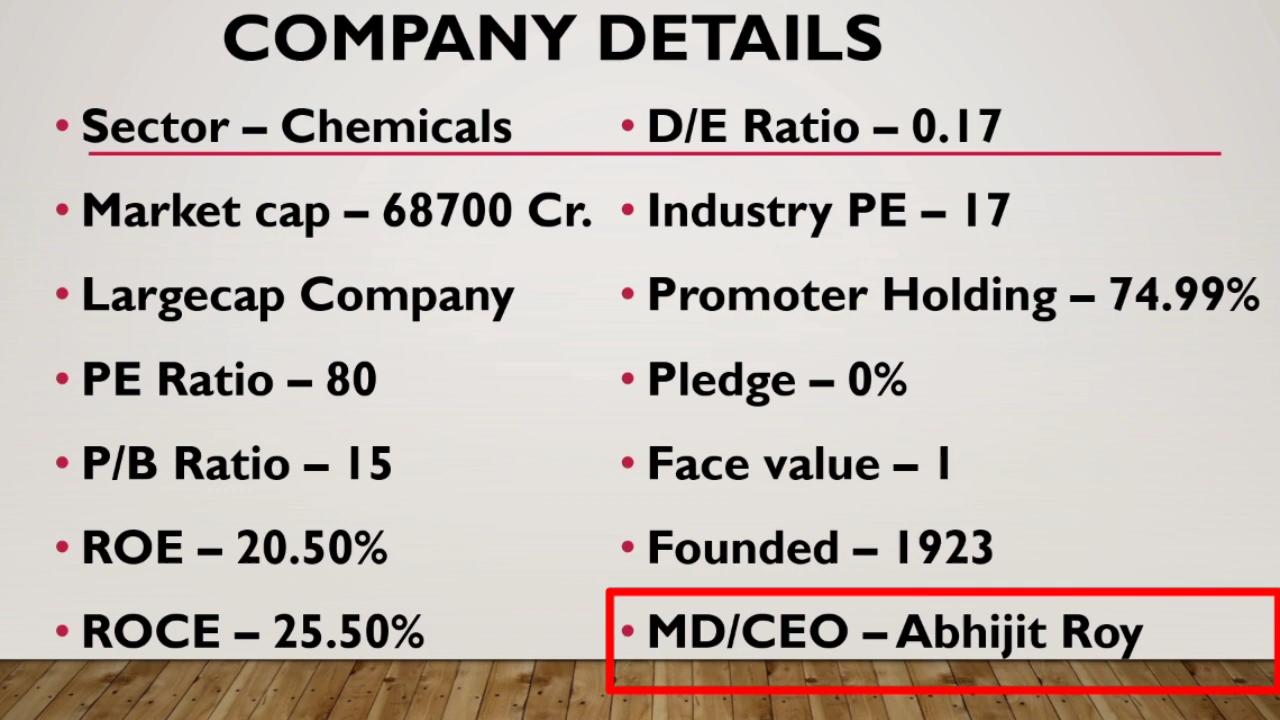 COMPANY DETAILS
• Sector – Chemicals
• Market cap – 68700 Cr.
• Largecap Company
• PE Ratio – 80
• P/B Ratio – 15
• ROE – 20.50%
• ROCE – 25.50%
• D/E Ratio – 0.17
• Industry PE – 17
• Promoter Holding – 74.99%
• Pledge – 0%
• Face value – 1
• Founded – 1923
• MD/CEO – Abhijit Roy